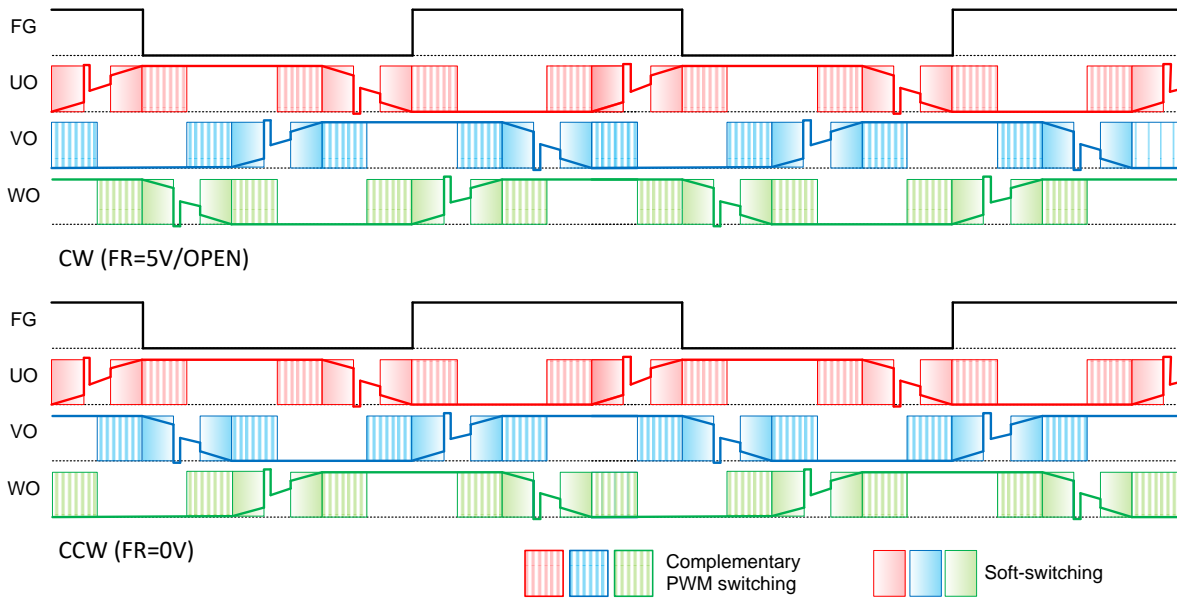 FG
UO
VO
WO
CW (FR=5V/OPEN)
FG
UO
VO
WO
CCW (FR=0V)
Complementary
PWM switching
Soft-switching